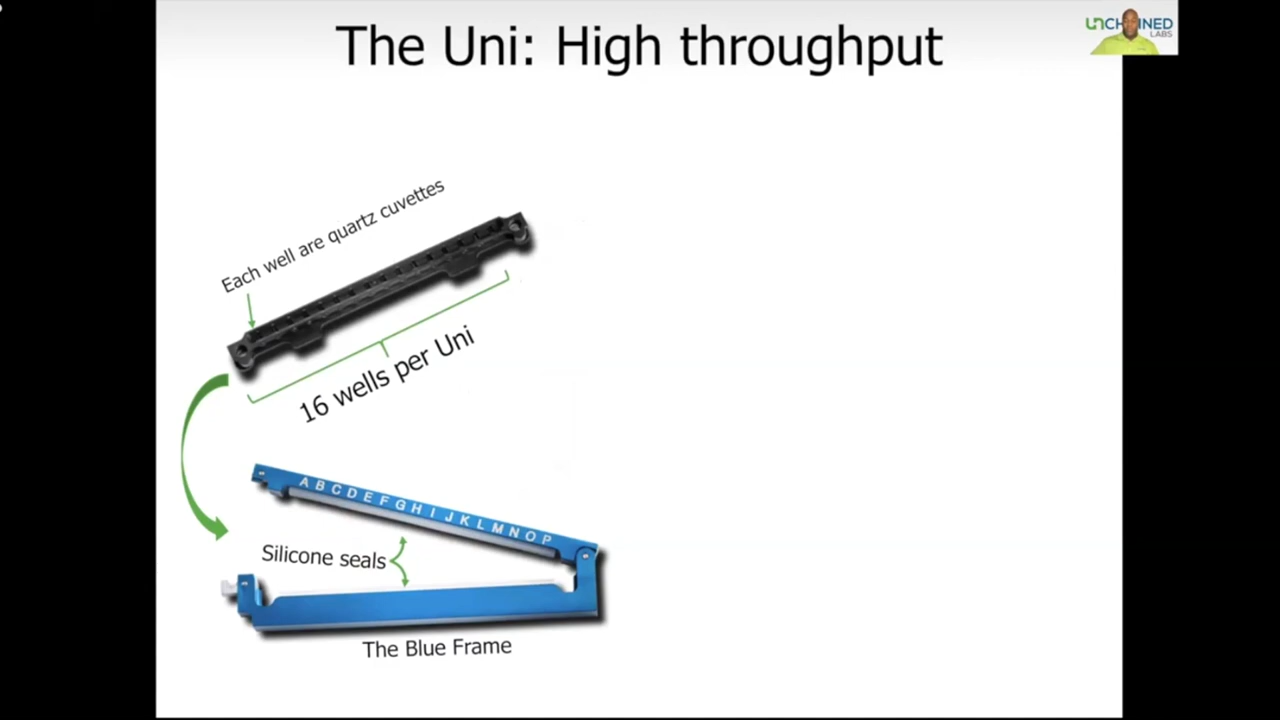 The Uni: High throughput
UNCHAINED
LABS
Each well are quartz cuvettes
16 wells per Uni
A B C D E F G H I J K L M N O P
Silicone seals
The Blue Frame